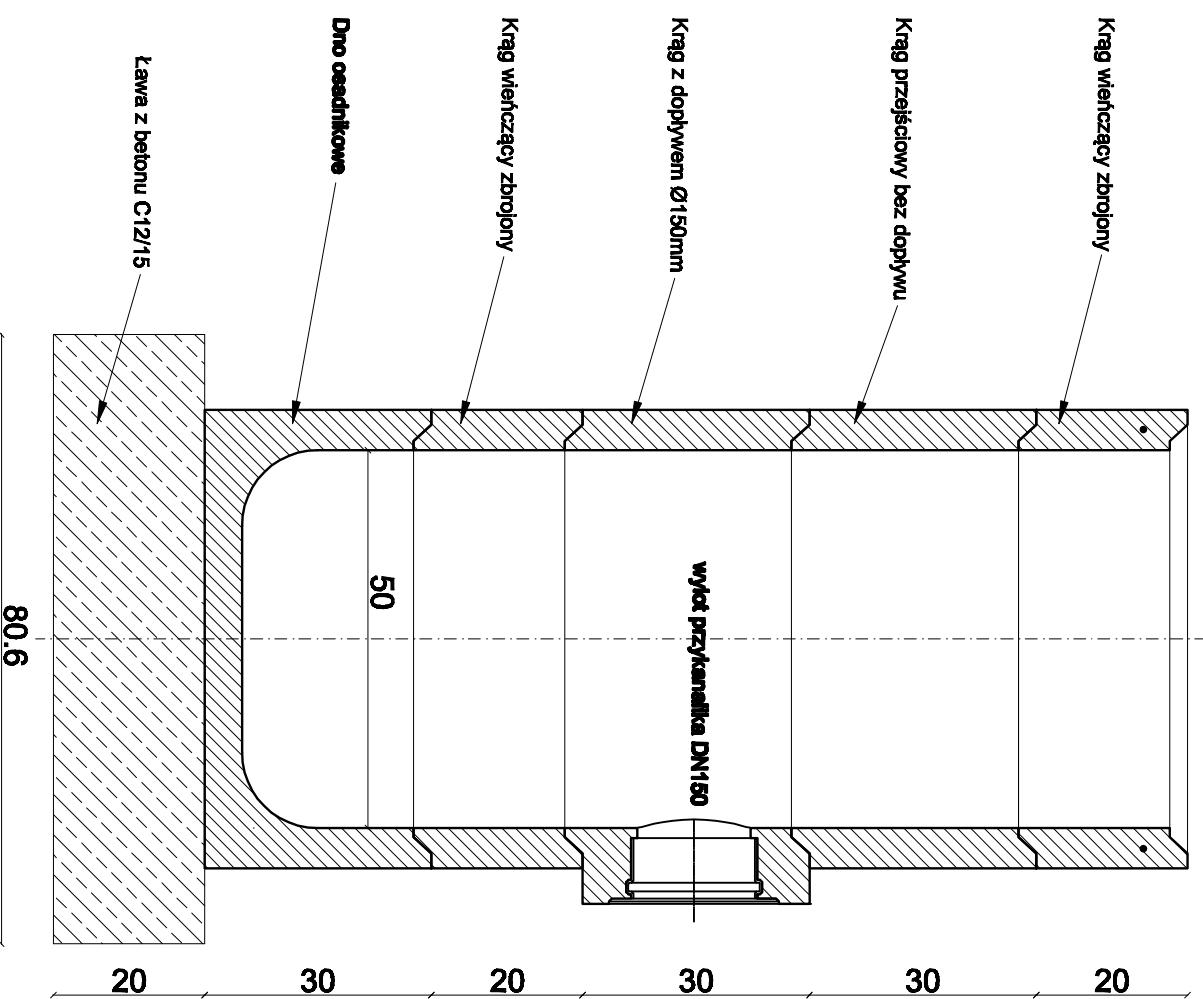 Krąg wieńczący zbrojony
Krąg przejściowy bez dopływu
Krąg z dopływem Ø150mm
Krąg wieńczący zbrojony
Dno osadnikowe
Ława z betonu C12/15
wylot przykanalika DN150
50
80.6
20
30
20
30
30
20